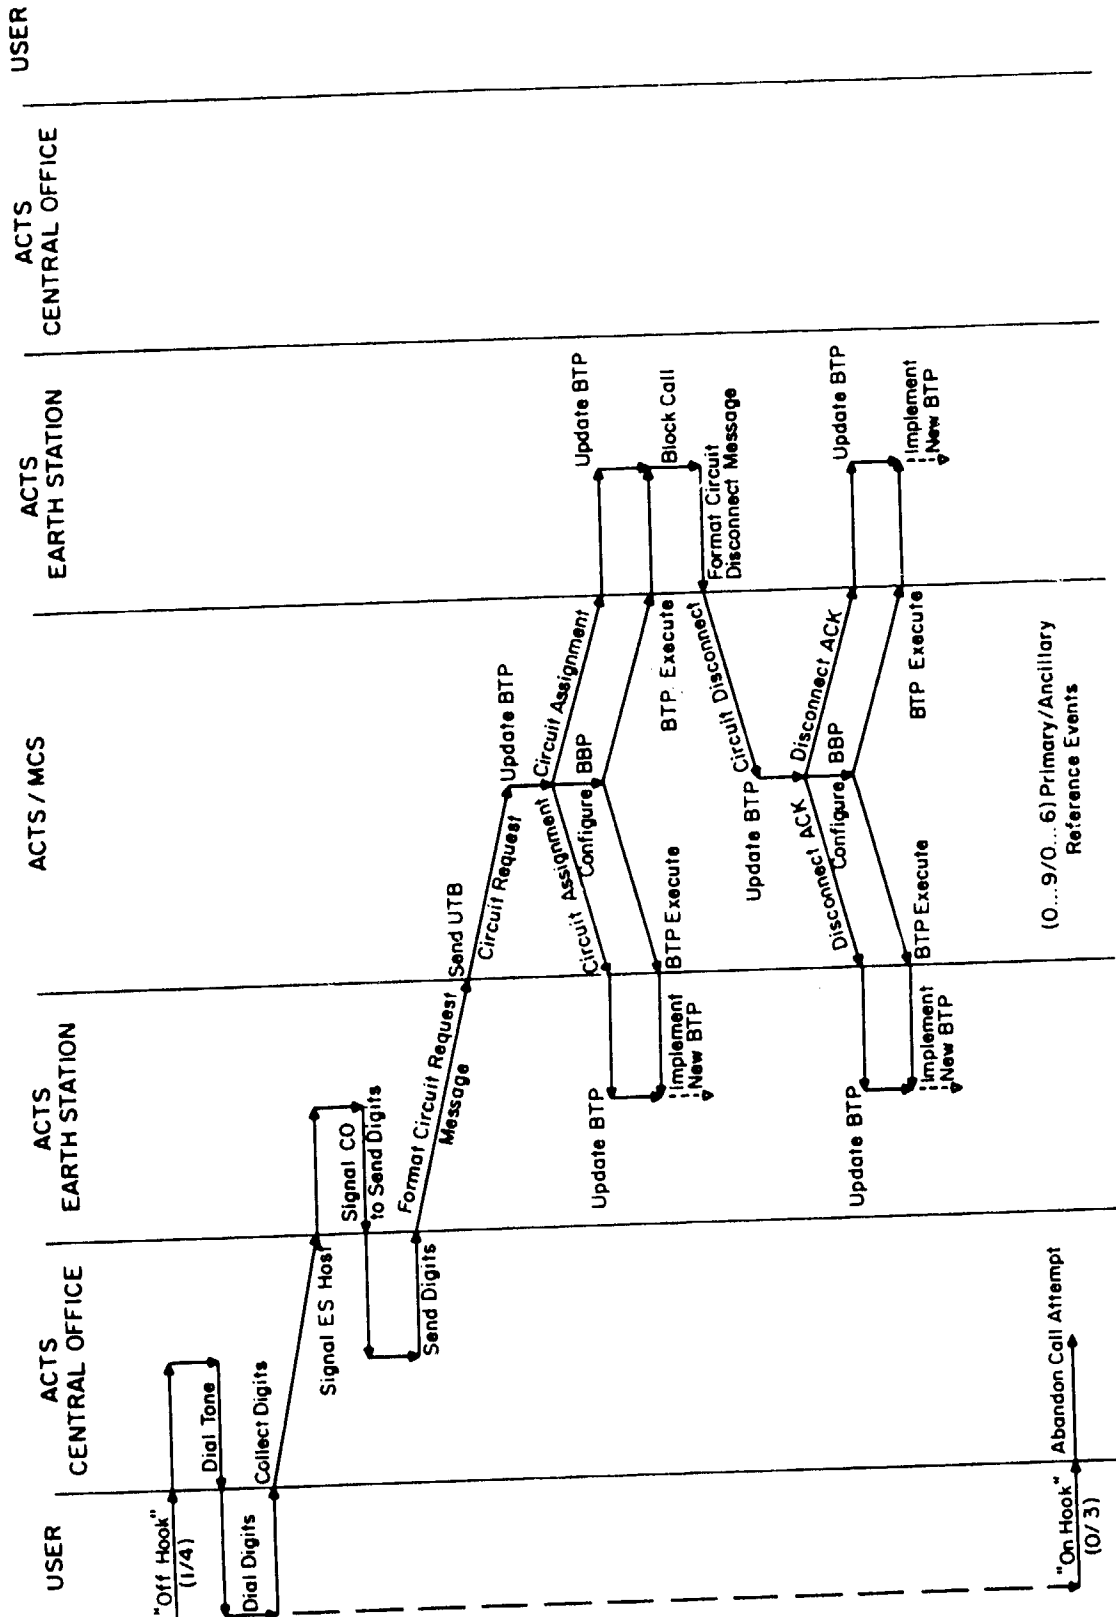 USER
ACTS
CENTRAL OFFICE
ACTS
EARTH STATION
ACTS / MCS
ACTS
EARTH STATION
ACTS
CENTRAL OFFICE
USER
"Off Hook"
(1/4)
Dial Tone
Dial Digits
Collect Digits
Signal ES Host
Signal CO
to Send Digits
Send Digits
Format Circuit Request
Message
Send UTB
Circuit Request
Update BTP
Circuit Assignment
Circuit Assignment
Configure BBP
Update BTP
Update BTP
BTP Execute
BTP Execute
Implement
New BTP
Block Call
Format Circuit
Disconnect Message
Circuit Disconnect
Update BTP
Disconnect ACK
Disconnect ACK
Configure BBP
Update BTP
Update BTP
BTP Execute
BTP Execute
Implement
New BTP
Implement
New BTP
"On Hook"
(0/3)
Abandon Call Attempt
(0...9/0...6) Primary/Ancillary
Reference Events